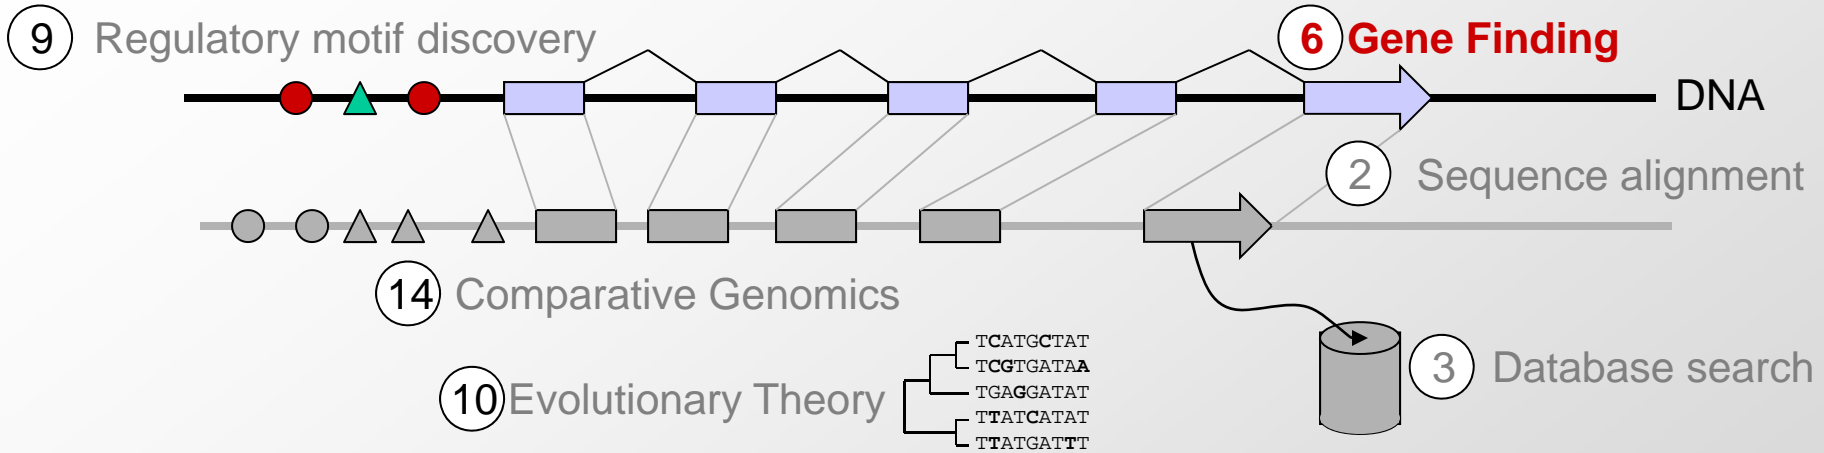 9 Regulatory motif discovery
6 Gene Finding
DNA
2 Sequence alignment
14 Comparative Genomics
TCATGCTAT
TCGTGATAA
TGAGGATAT
TTATCATAT
TTATGATTT
10 Evolutionary Theory
3 Database search